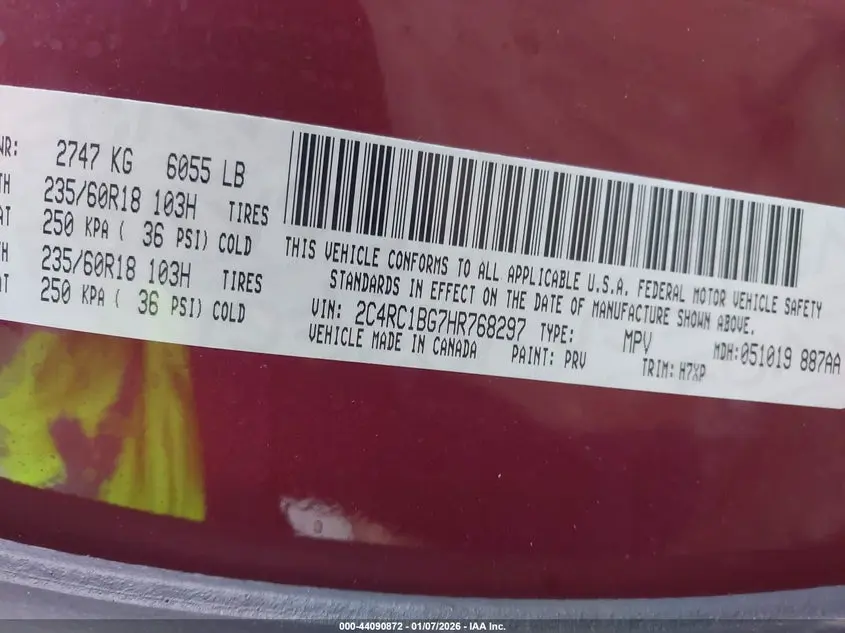 WR: 2747 KG 6055 LB
TH 235/60R18 103H TIRES
AT 250 KPA ( 36 PSI) COLD
TH 235/60R18 103H TIRES
AT 250 KPA ( 36 PSI) COLD
THIS VEHICLE CONFORMS TO ALL APPLICABLE U.S.A. FEDERAL MOTOR VEHICLE SAFETY
STANDARDS IN EFFECT ON THE DATE OF MANUFACTURE SHOWN ABOVE.
VIN: 2C4RC1BG7HR768297 TYPE: MPV MDH:051019 887AA
VEHICLE MADE IN CANADA PAINT: PRV TRIM: H7XP
000-44090872 - 01/07/2026 - IAA Inc.